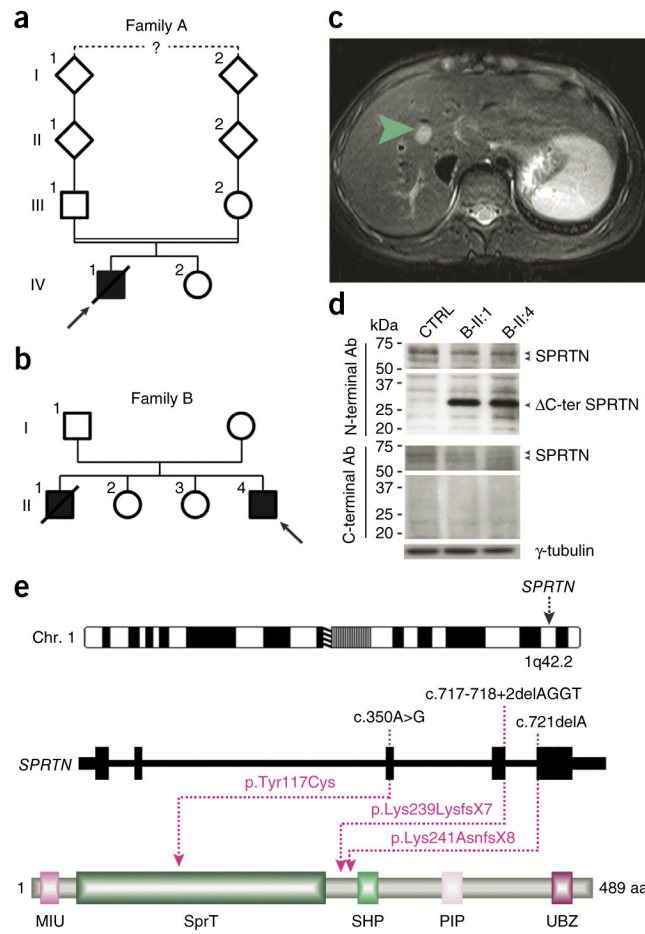 a
Family A
?
1
2
I
1
2
II
1
2
III
1
2
IV
b
Family B
1
I
1
2
3
4
II
c
d
kDa
CTRL
B-II:1
B-II:4
N-terminal Ab
75
50
SPRTN
37
25
20
ΔC-ter SPRTN
C-terminal Ab
75
50
SPRTN
37
25
20
γ-tubulin
e
SPRTN
Chr. 1
1q42.2
c.717-718+2delAGGT
c.350A>G
c.721delA
SPRTN
p.Tyr117Cys
p.Lys239LysfsX7
p.Lys241AsnfsX8
1
489 aa
MIU
SprT
SHP
PIP
UBZ